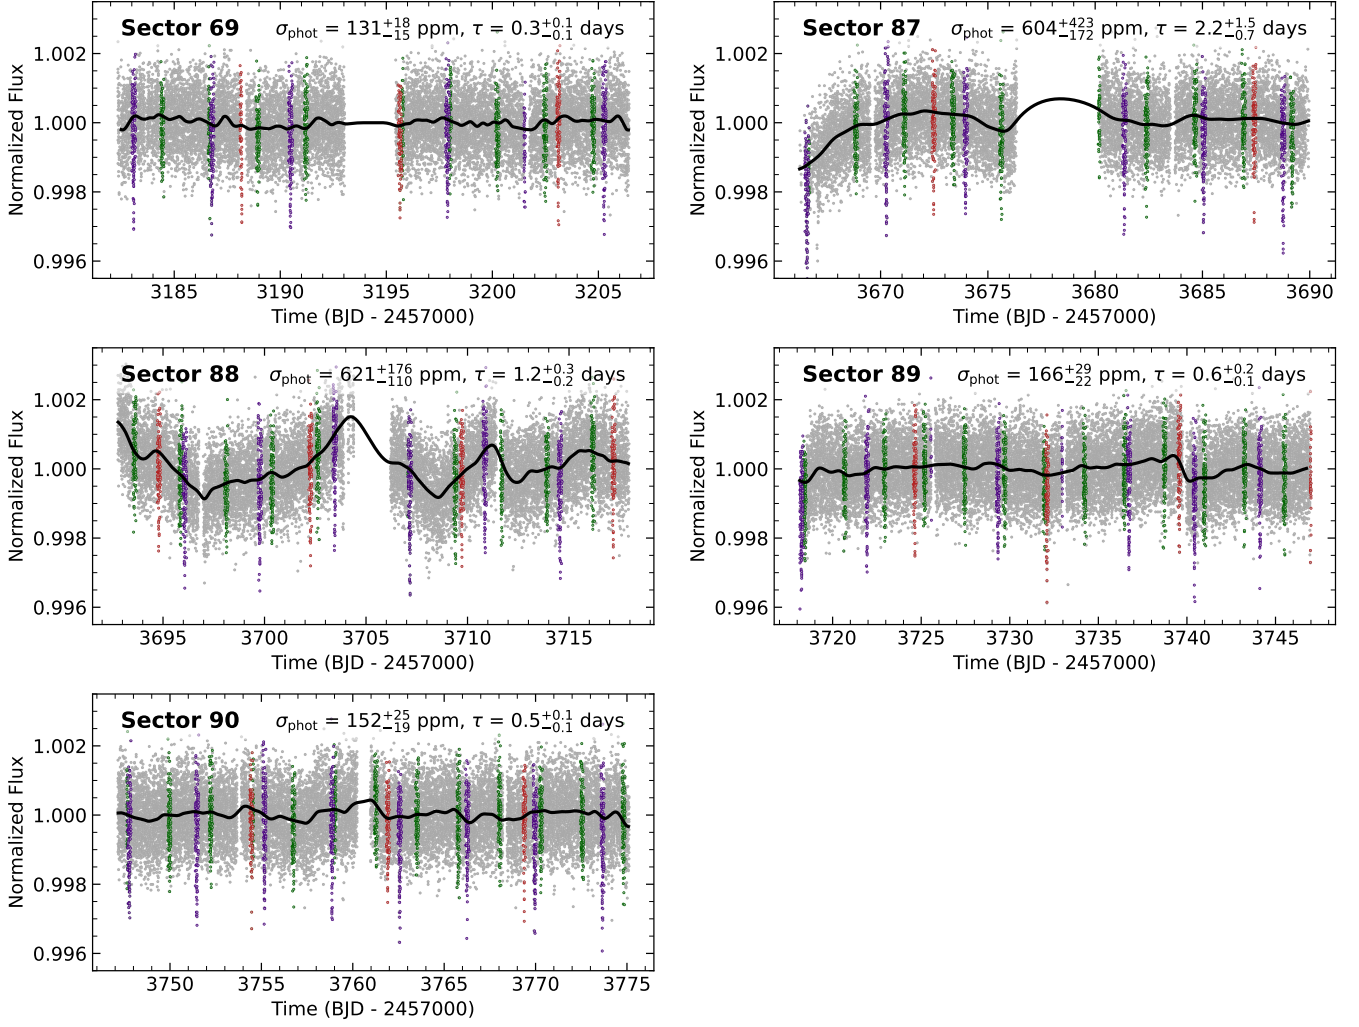 Sector 69 σphot = 131 +18 −15 ppm, τ = 0.3 +0.1 −0.1 days
1.002
1.000
0.998
0.996
Normalized Flux
3185 3190 3195 3200 3205
Time (BJD - 2457000)
Sector 87 σphot = 604 +423 −172 ppm, τ = 2.2 +1.5 −0.7 days
1.002
1.000
0.998
0.996
Normalized Flux
3670 3675 3680 3685 3690
Time (BJD - 2457000)
Sector 88 σphot = 621 +176 −110 ppm, τ = 1.2 +0.3 −0.2 days
1.002
1.000
0.998
0.996
Normalized Flux
3695 3700 3705 3710 3715
Time (BJD - 2457000)
Sector 89 σphot = 166 +29 −22 ppm, τ = 0.6 +0.2 −0.1 days
1.002
1.000
0.998
0.996
Normalized Flux
3720 3725 3730 3735 3740 3745
Time (BJD - 2457000)
Sector 90 σphot = 152 +25 −19 ppm, τ = 0.5 +0.1 −0.1 days
1.002
1.000
0.998
0.996
Normalized Flux
3750 3755 3760 3765 3770 3775
Time (BJD - 2457000)